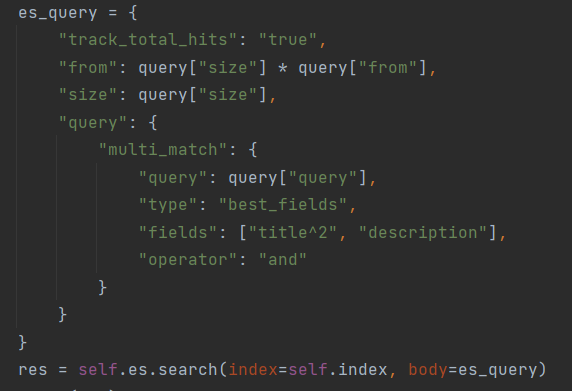 es_query = {
    "track_total_hits": "true",
    "from": query["size"] * query["from"],
    "size": query["size"],
    "query": {
        "multi_match": {
            "query": query["query"],
            "type": "best_fields",
            "fields": ["title^2", "description"],
            "operator": "and"
        }
    }
}
res = self.es.search(index=self.index, body=es_query)